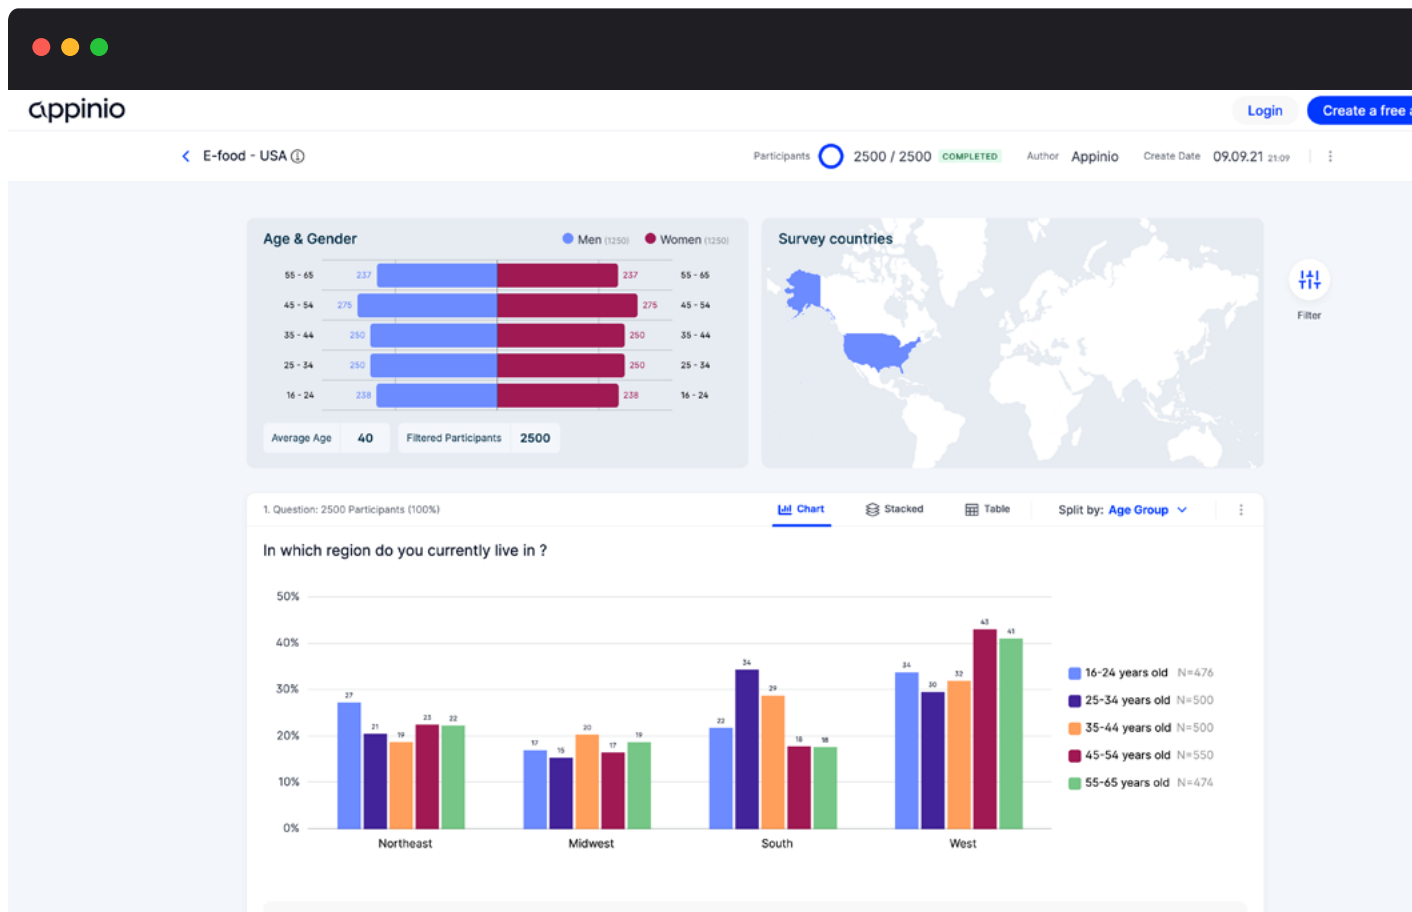 appinio
Login
Create a free
E-food - USA
Participants 2500 / 2500 COMPLETED Author Appinio Create Date 09.09.21 21:09
Age & Gender
Men (1250) Women (1250)
55 - 65 237 237 55 - 65
45 - 54 275 275 45 - 54
35 - 44 250 250 35 - 44
25 - 34 250 250 25 - 34
16 - 24 238 238 16 - 24
Average Age 40 Filtered Participants 2500
Survey countries
Filter
1. Question: 2500 Participants (100%)
Chart Stacked Table Split by: Age Group
In which region do you currently live in ?
50%
40%
30%
20%
10%
0%
27 21 19 23 22
17 15 20 17 19
22 34 29 18 18
34 30 32 43 41
Northeast Midwest South West
16-24 years old N=476
25-34 years old N=500
35-44 years old N=500
45-54 years old N=550
55-65 years old N=474